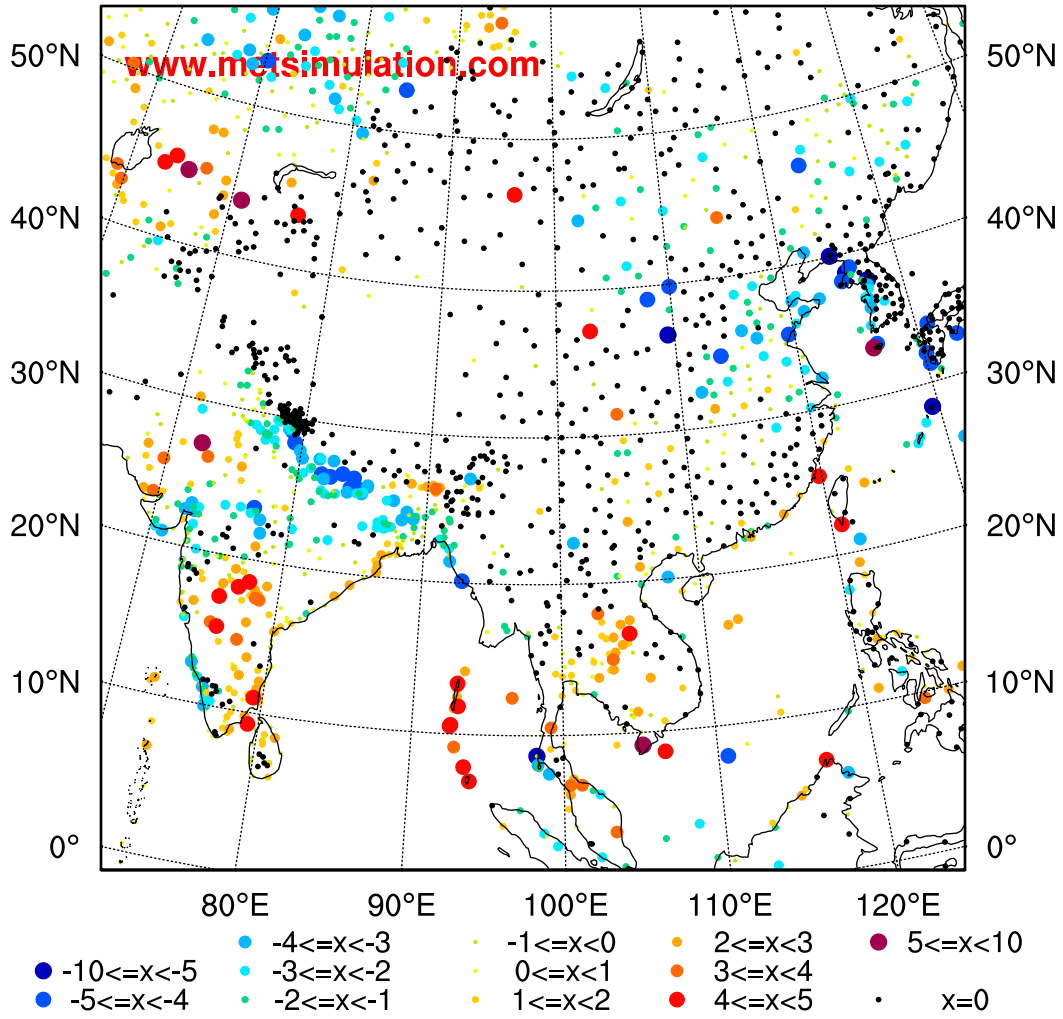 50°N 50°N
www.metsimulation.com
40°N 40°N
30°N 30°N
20°N 20°N
10°N 10°N
0° 0°
80°E 90°E 100°E 110°E 120°E
-4<=x<-3 -1<=x<0 2<=x<3 5<=x<10
-10<=x<-5 -3<=x<-2 0<=x<1 3<=x<4
-5<=x<-4 -2<=x<-1 1<=x<2 4<=x<5 x=0